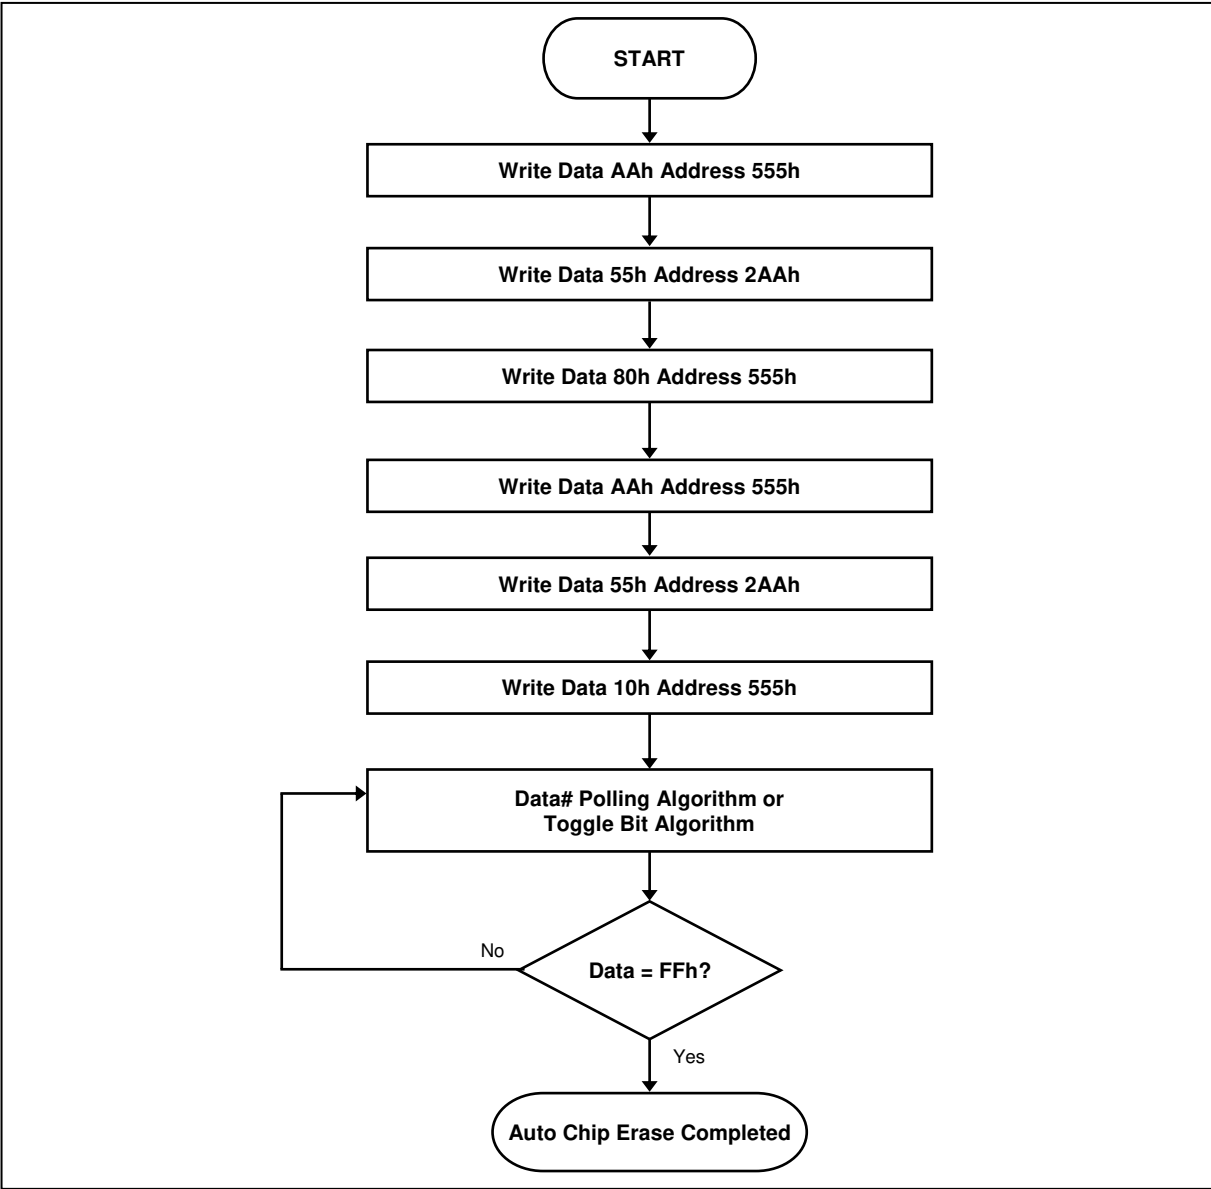 START
Write Data AAh Address 555h
Write Data 55h Address 2AAh
Write Data 80h Address 555h
Write Data AAh Address 555h
Write Data 55h Address 2AAh
Write Data 10h Address 555h
Data# Polling Algorithm or
Toggle Bit Algorithm
No
Data = FFh?
Yes
Auto Chip Erase Completed